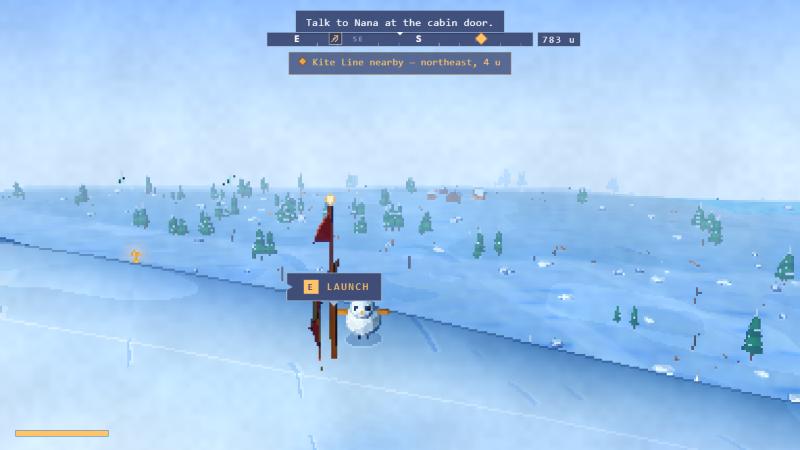 Talk to Nana at the cabin door.
E SE S
783 u
Kite Line nearby — northeast, 4 u
E LAUNCH